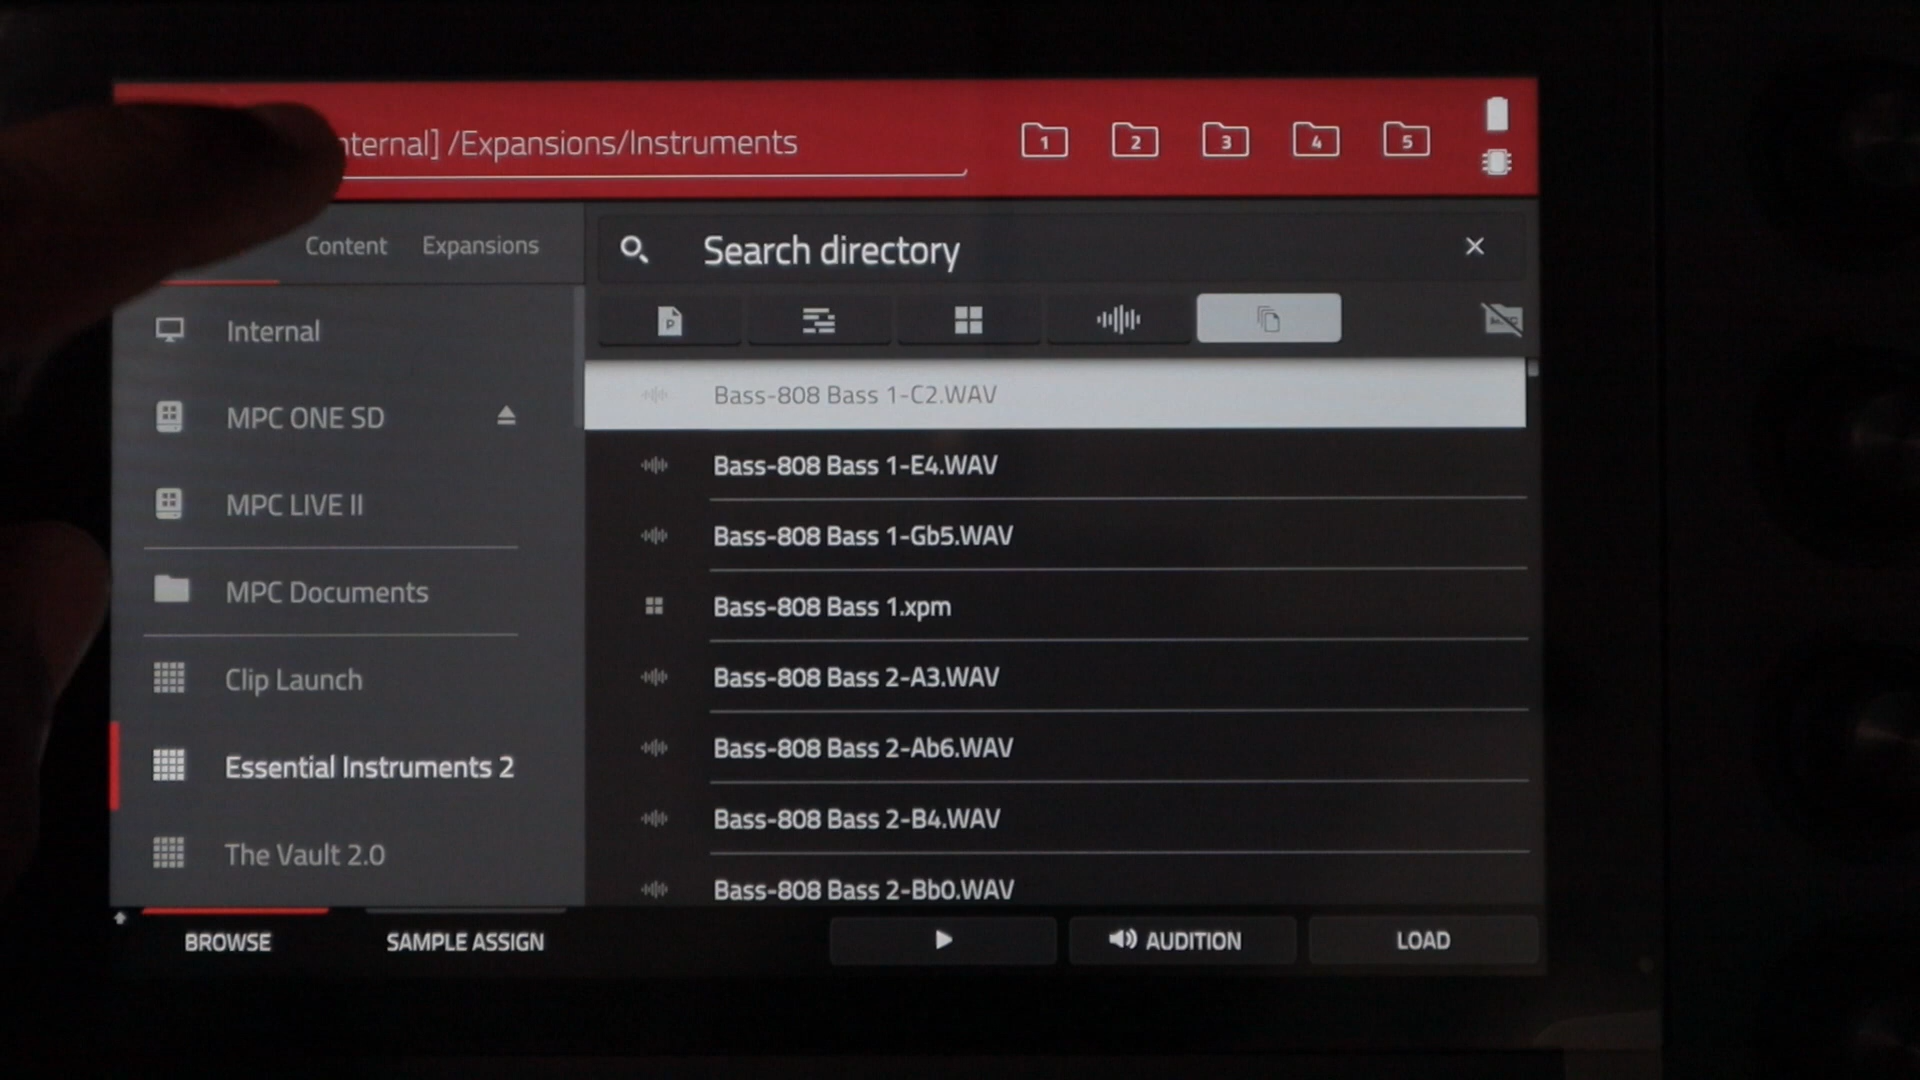 nternal] /Expansions/Instruments
1 2 3 4 5
Content Expansions
Search directory
Internal
MPC ONE SD
MPC LIVE II
MPC Documents
Clip Launch
Essential Instruments 2
The Vault 2.0
Bass-808 Bass 1-C2.WAV
Bass-808 Bass 1-E4.WAV
Bass-808 Bass 1-Gb5.WAV
Bass-808 Bass 1.xpm
Bass-808 Bass 2-A3.WAV
Bass-808 Bass 2-Ab6.WAV
Bass-808 Bass 2-B4.WAV
Bass-808 Bass 2-Bb0.WAV
BROWSE SAMPLE ASSIGN
AUDITION LOAD